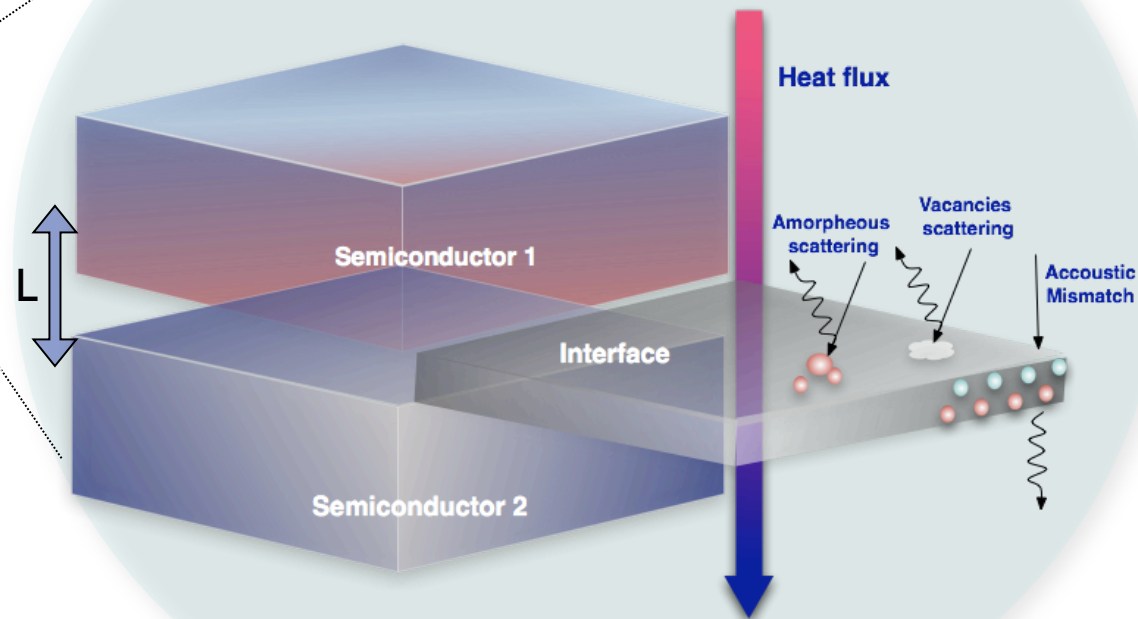 Heat flux
Vacancies
scattering
Amorpheous
scattering
Accoustic
Mismatch
Semiconductor 1
L
Interface
Semiconductor 2